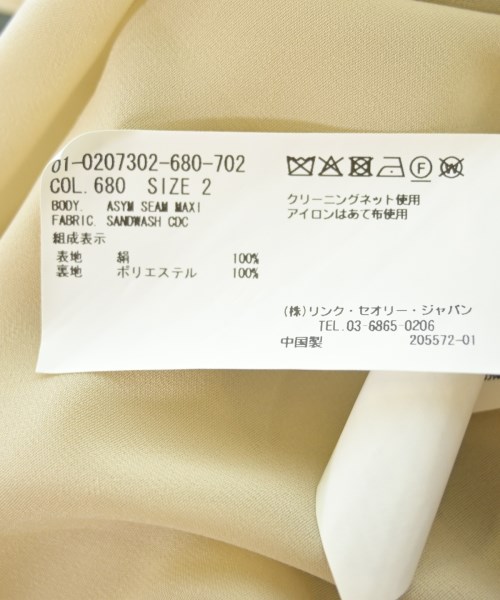 01-0207302-680-702
COL. 680 SIZE 2
BODY. ASYM SEAM MAXI
FABRIC. SANDWASH CDC
組成表示
表地 絹 100%
裏地 ポリエステル 100%
F W
クリーニングネット使用
アイロンはあて布使用
(株)リンク・セオリー・ジャパン
TEL.03-6865-0206
中国製 205572-01